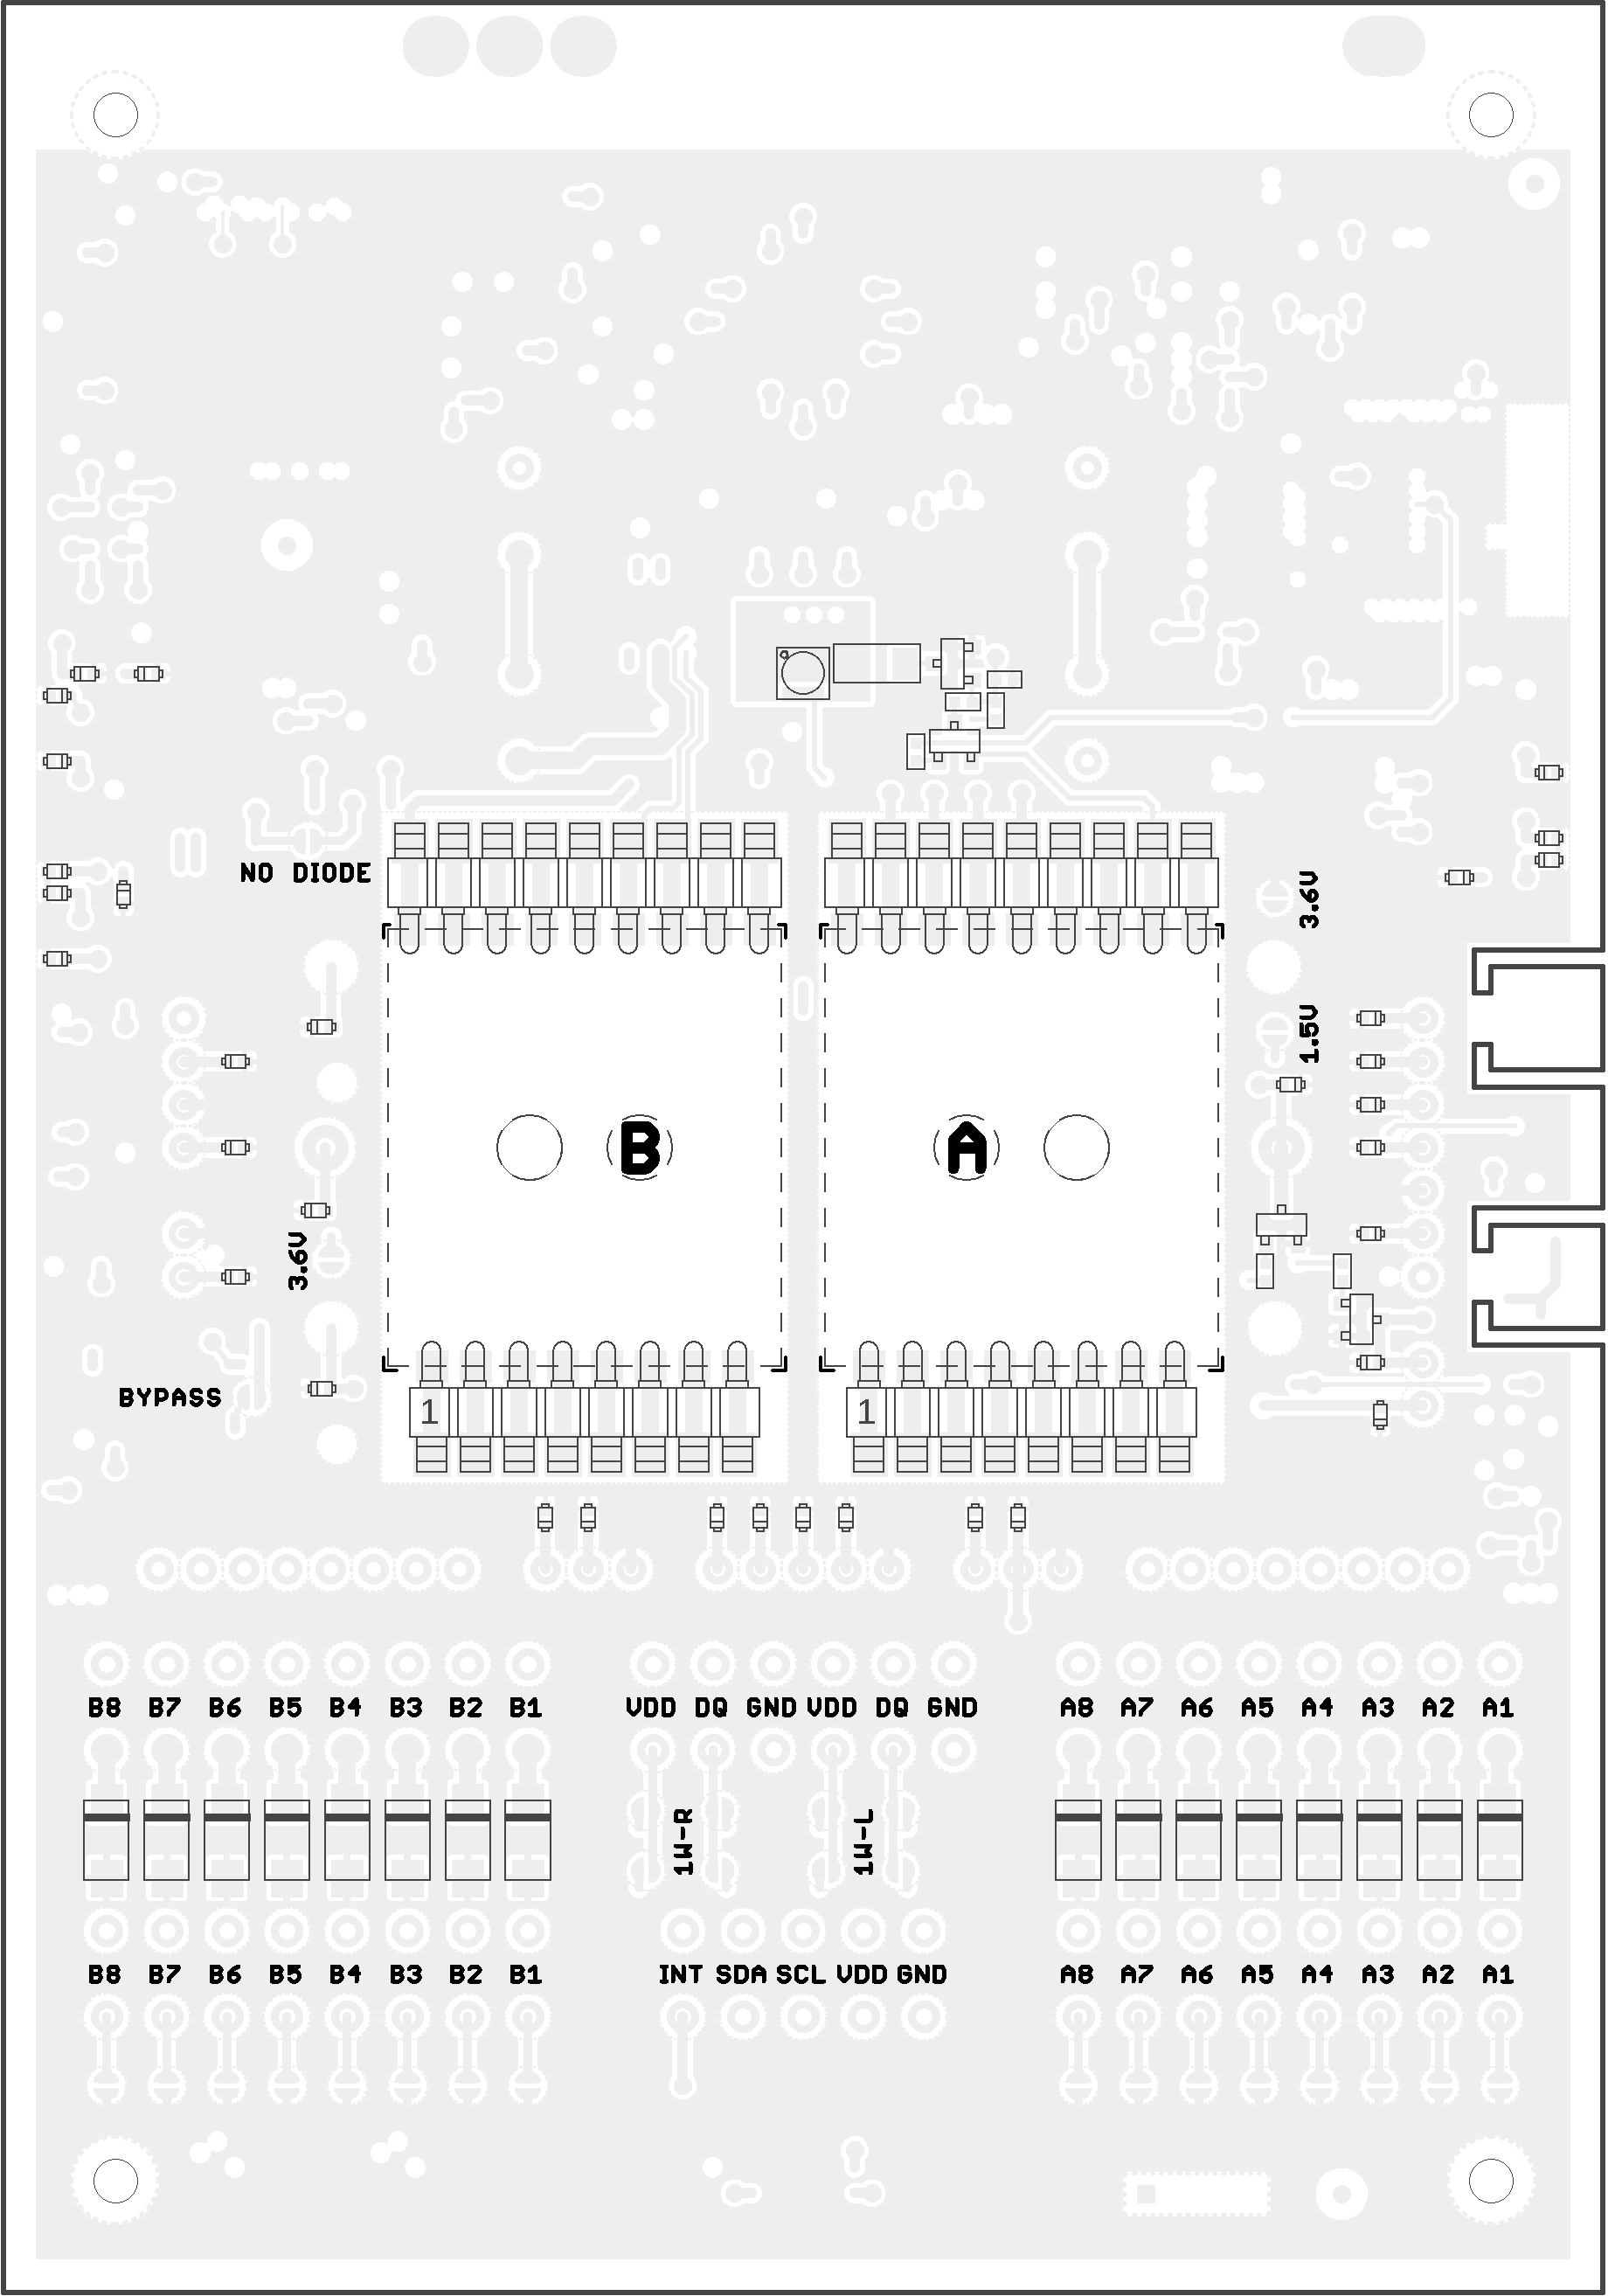 NO DIODE
3.6V
1.5V
B A
3.6V
BYPASS
1 1
B8 B7 B6 B5 B4 B3 B2 B1 VDD DQ GND VDD DQ GND A8 A7 A6 A5 A4 A3 A2 A1
1W-R 1W-L
B8 B7 B6 B5 B4 B3 B2 B1 INT SDA SCL VDD GND A8 A7 A6 A5 A4 A3 A2 A1